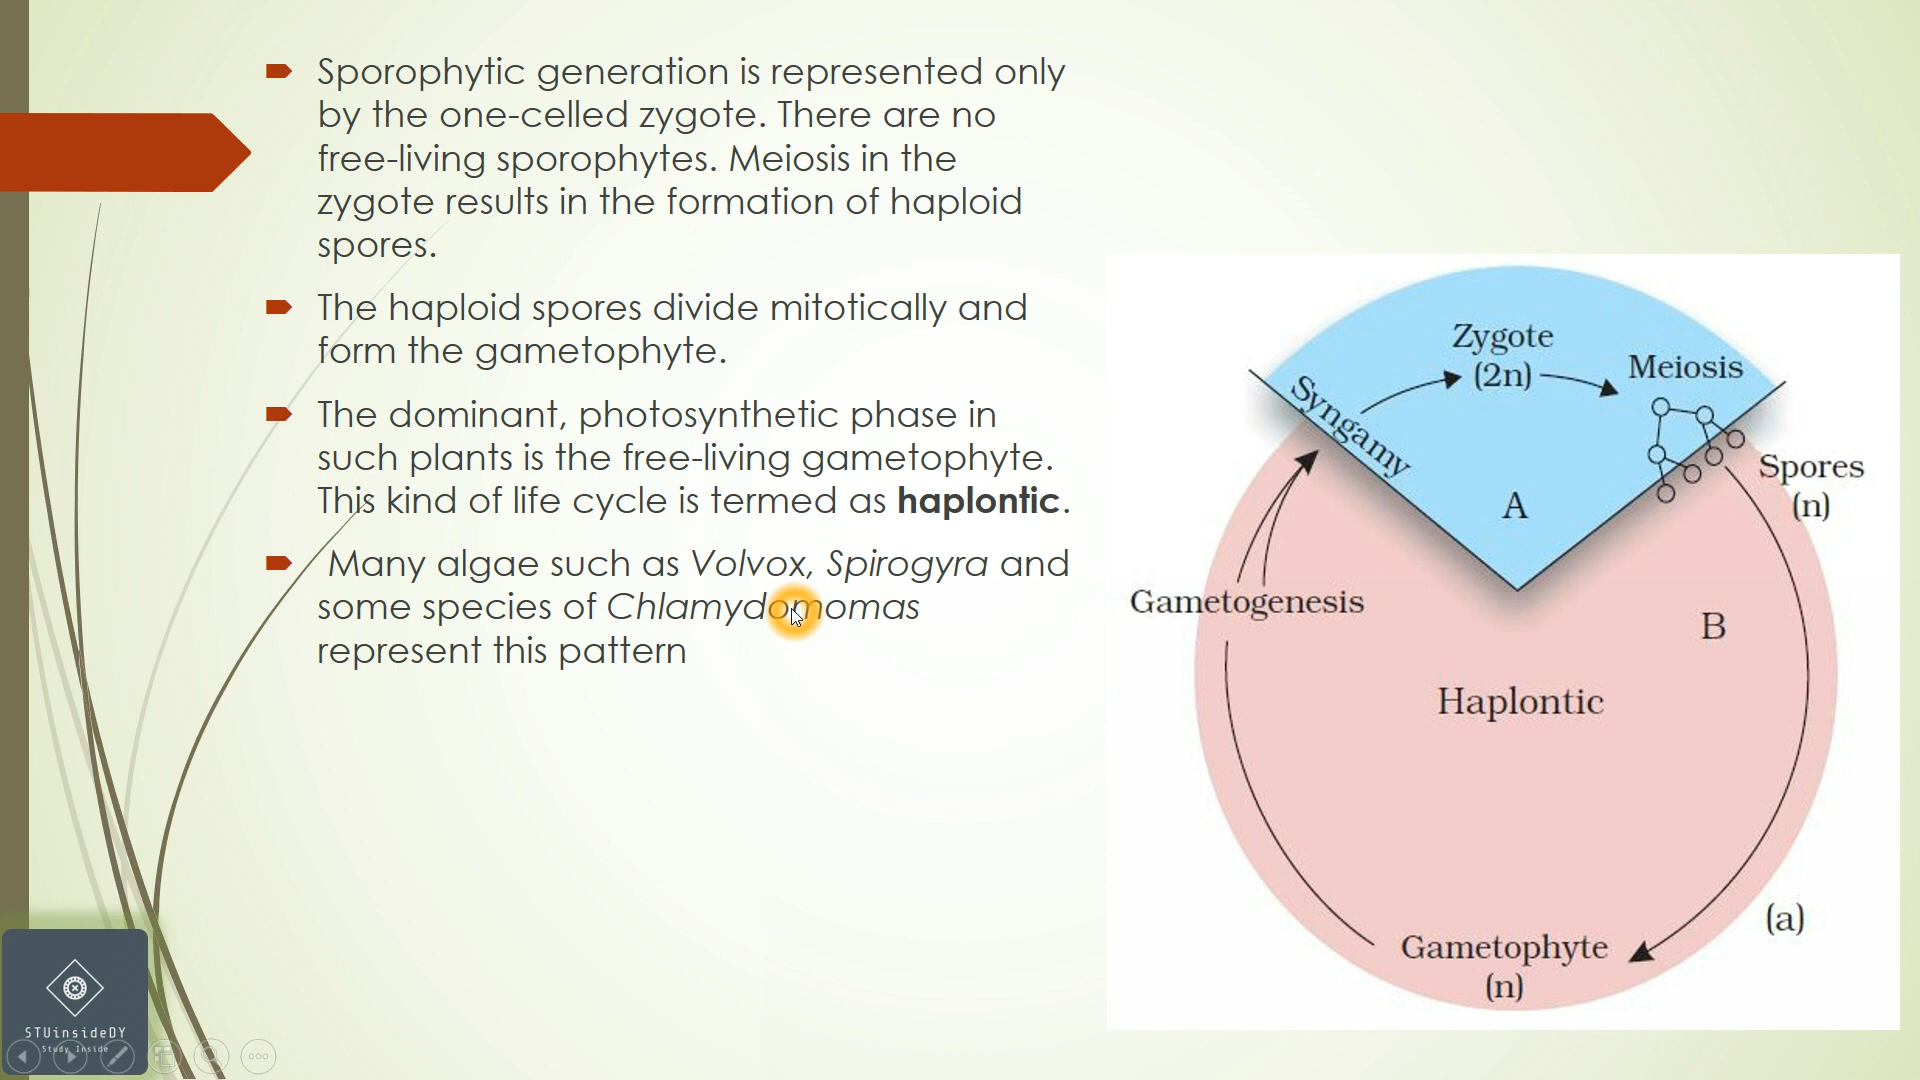 Sporophytic generation is represented only
by the one-celled zygote. There are no
free-living sporophytes. Meiosis in the
zygote results in the formation of haploid
spores.
The haploid spores divide mitotically and
form the gametophyte.
The dominant, photosynthetic phase in
such plants is the free-living gametophyte.
This kind of life cycle is termed as haplontic.
Many algae such as Volvox, Spirogyra and
some species of Chlamydomomas
represent this pattern
Zygote
(2n)
Meiosis
Syngamy
A
Spores
(n)
Gametogenesis
B
Haplontic
Gametophyte
(n)
(a)
STUinsideDY
Study Inside